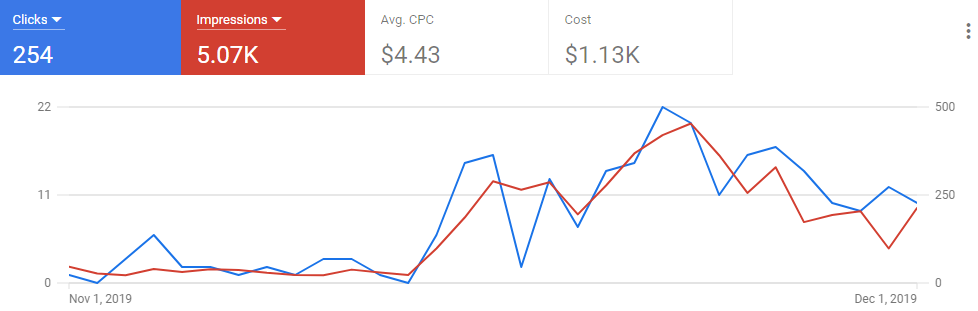 Clicks Impressions Avg. CPC Cost
254 5.07K $4.43 $1.13K
22 500
11 250
0 0
Nov 1, 2019 Dec 1, 2019